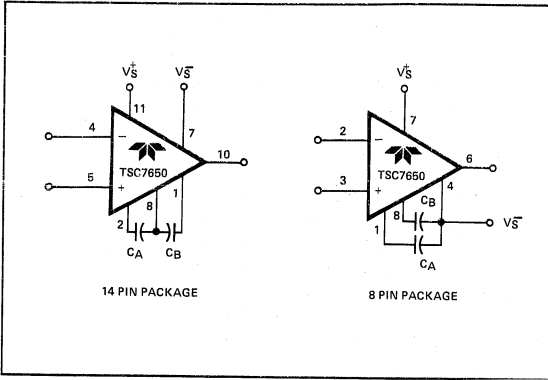 V+S V−S
11
4 − 7
TSC7650 10
5 + 1
8
2
CA CB
14 PIN PACKAGE
V+S
7
2 −
TSC7650 6
3 + 4
CB
8
1 V−S
CA
8 PIN PACKAGE